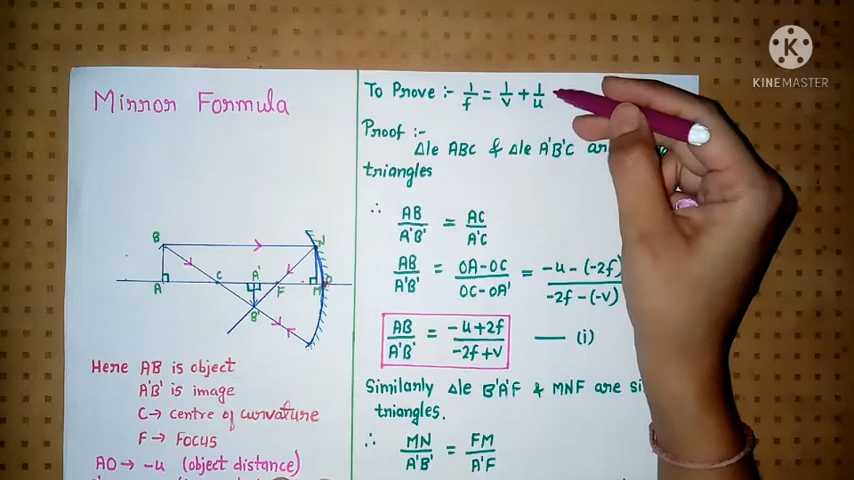 K
KINEMASTER
Mirror Formula
To Prove :- 1/f = 1/v + 1/u
Proof :-
Δle ABC & Δle A'B'C are
triangles
∴ AB/A'B' = AC/A'C
AB/A'B' = OA-OC/OC-OA' = -u-(-2f)/-2f-(-v)
AB/A'B' = -u+2f/-2f+v —— (i)
Similarly Δle B'A'F & MNF are si
triangles.
∴ MN/A'B' = FM/A'F
B
N
A
C
A'
F
M
O
B'
Here AB is object
A'B' is image
C→ centre of curvature
F→ Focus
AO→ -u (object distance)